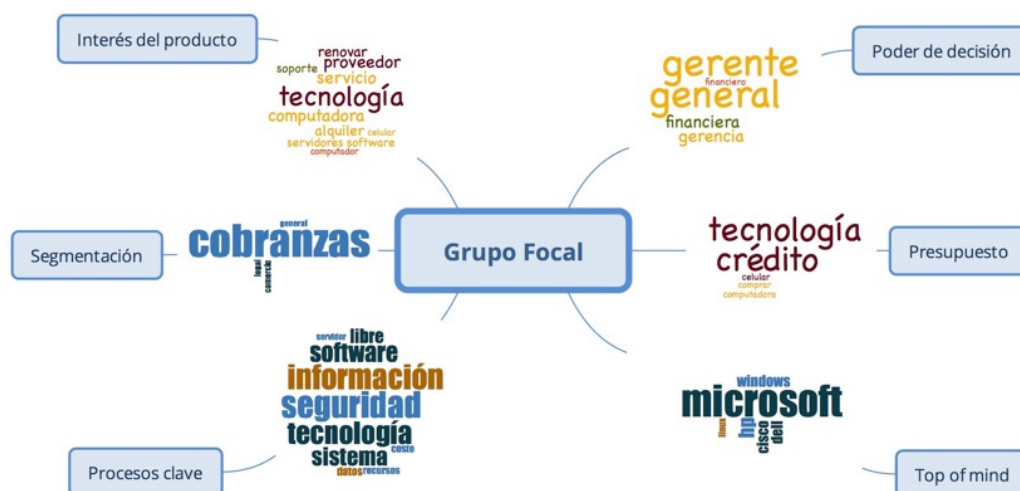 Interés del producto
renovar
proveedor
soporte
servicio
tecnología
computadora
alquiler celular
servidores software
computador
gerente
financiero
general
financiera
gerencia
Poder de decisión
Segmentación
general
cobranzas
legal
comercio
Grupo Focal
tecnología
crédito
celular
comprar
computadora
Presupuesto
servidor libre
software
información
seguridad
tecnología
costo
sistema
datos recursos
Procesos clave
windows
microsoft
linux
hp
cisco
dell
Top of mind